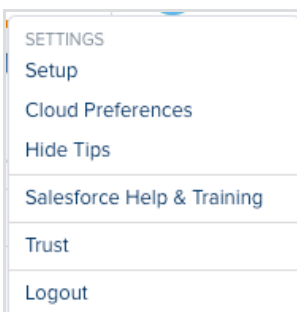 SETTINGS
Setup
Cloud Preferences
Hide Tips
Salesforce Help & Training
Trust
Logout